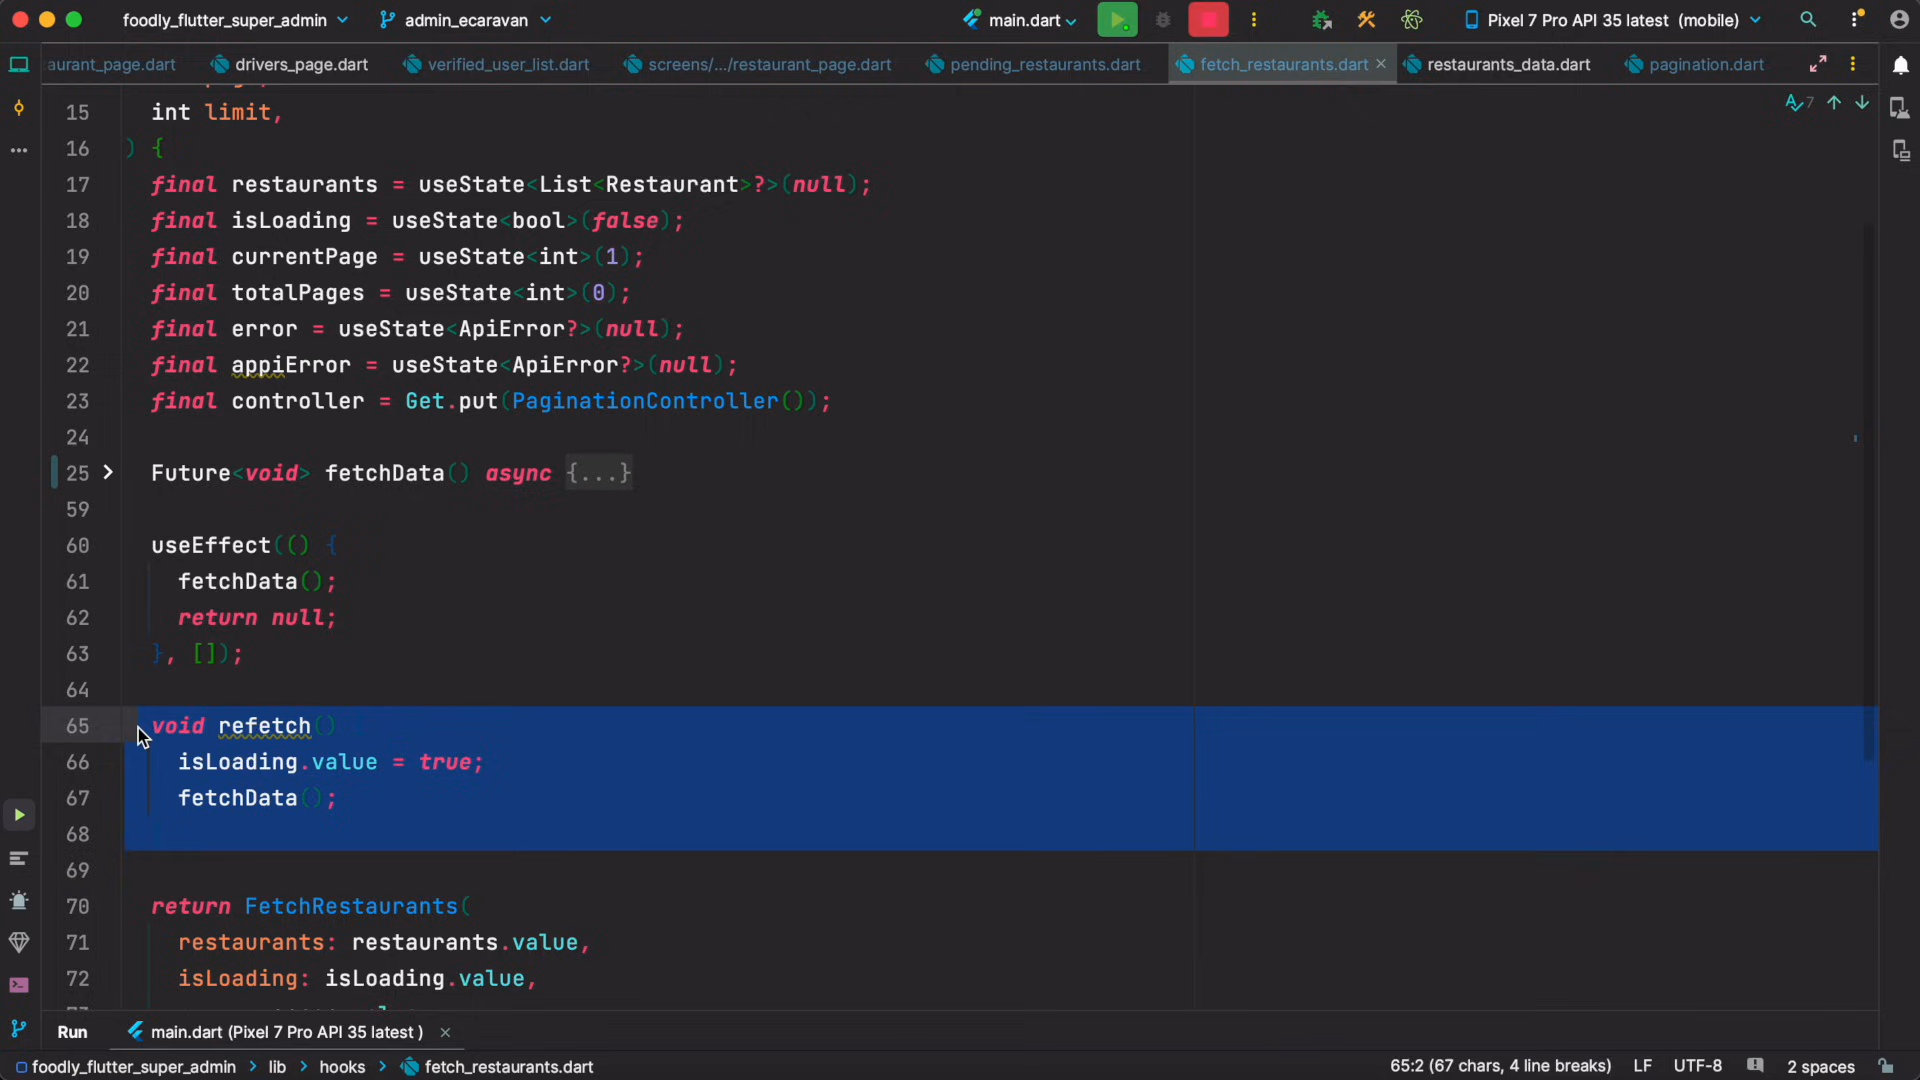 foodly_flutter_super_admin admin_ecaravan main.dart Pixel 7 Pro API 35 latest (mobile)
aurant_page.dart drivers_page.dart verified_user_list.dart screens/.../restaurant_page.dart pending_restaurants.dart fetch_restaurants.dart restaurants_data.dart pagination.dart
7
15 int limit,
16 ) {
17 final restaurants = useState<List<Restaurant>?>(null);
18 final isLoading = useState<bool>(false);
19 final currentPage = useState<int>(1);
20 final totalPages = useState<int>(0);
21 final error = useState<ApiError?>(null);
22 final appiError = useState<ApiError?>(null);
23 final controller = Get.put(PaginationController());
24
25 Future<void> fetchData() async {...}
59
60 useEffect(() {
61 fetchData();
62 return null;
63 }, []);
64
65 void refetch()
66 isLoading.value = true;
67 fetchData();
68
69
70 return FetchRestaurants(
71 restaurants: restaurants.value,
72 isLoading: isLoading.value,
Run main.dart (Pixel 7 Pro API 35 latest )
foodly_flutter_super_admin > lib > hooks > fetch_restaurants.dart 65:2 (67 chars, 4 line breaks) LF UTF-8 2 spaces